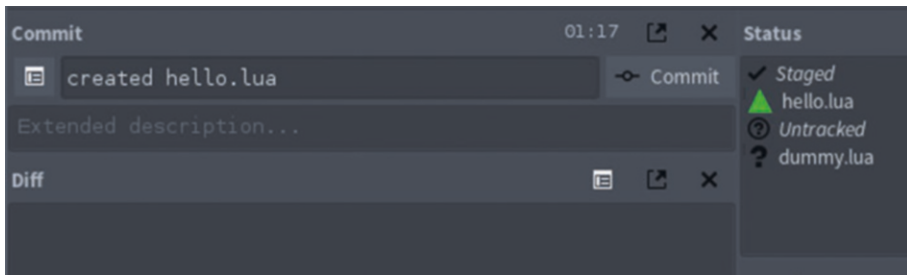 Commit
01:17
created hello.lua
Commit
Extended description...
Diff
Status
Staged
hello.lua
Untracked
dummy.lua